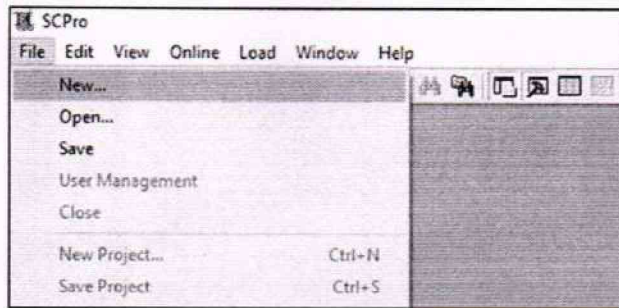 SCPro
File Edit View Online Load Window Help
New...
Open...
Save
User Management
Close
New Project... Ctrl+N
Save Project Ctrl+S